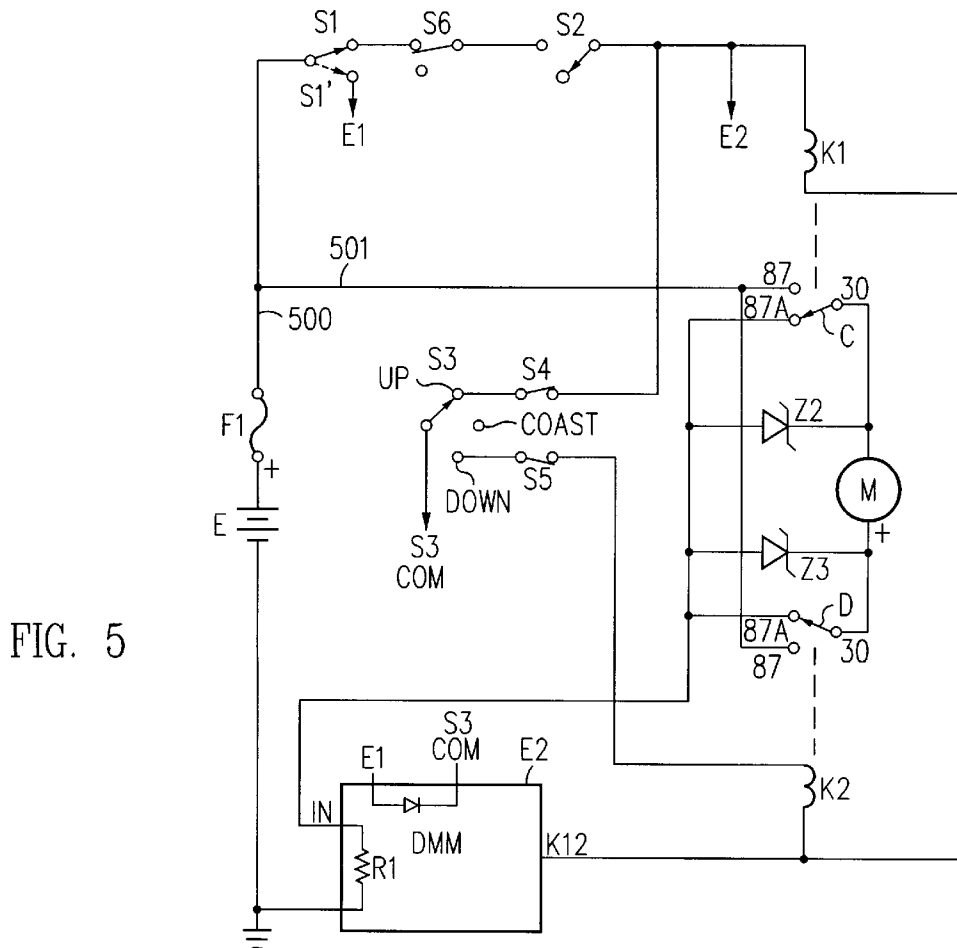 S1
S6
S2
S1'
E1
E2
K1
501
87
30
87A
500
C
S3
S4
UP
COAST
Z2
F1
S5
+
DOWN
M
E
+
S3
COM
Z3
D
FIG. 5
87A
30
87
S3
COM
E1
E2
K2
IN
DMM
K12
R1